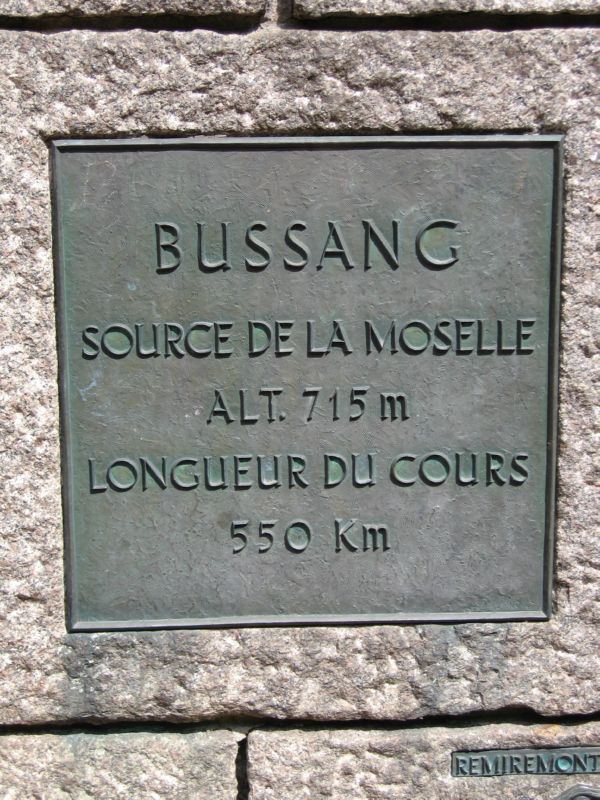 BUSSANG
SOURCE DE LA MOSELLE
ALT. 715 m
LONGUEUR DU COURS
550 Km
REMIREMONT